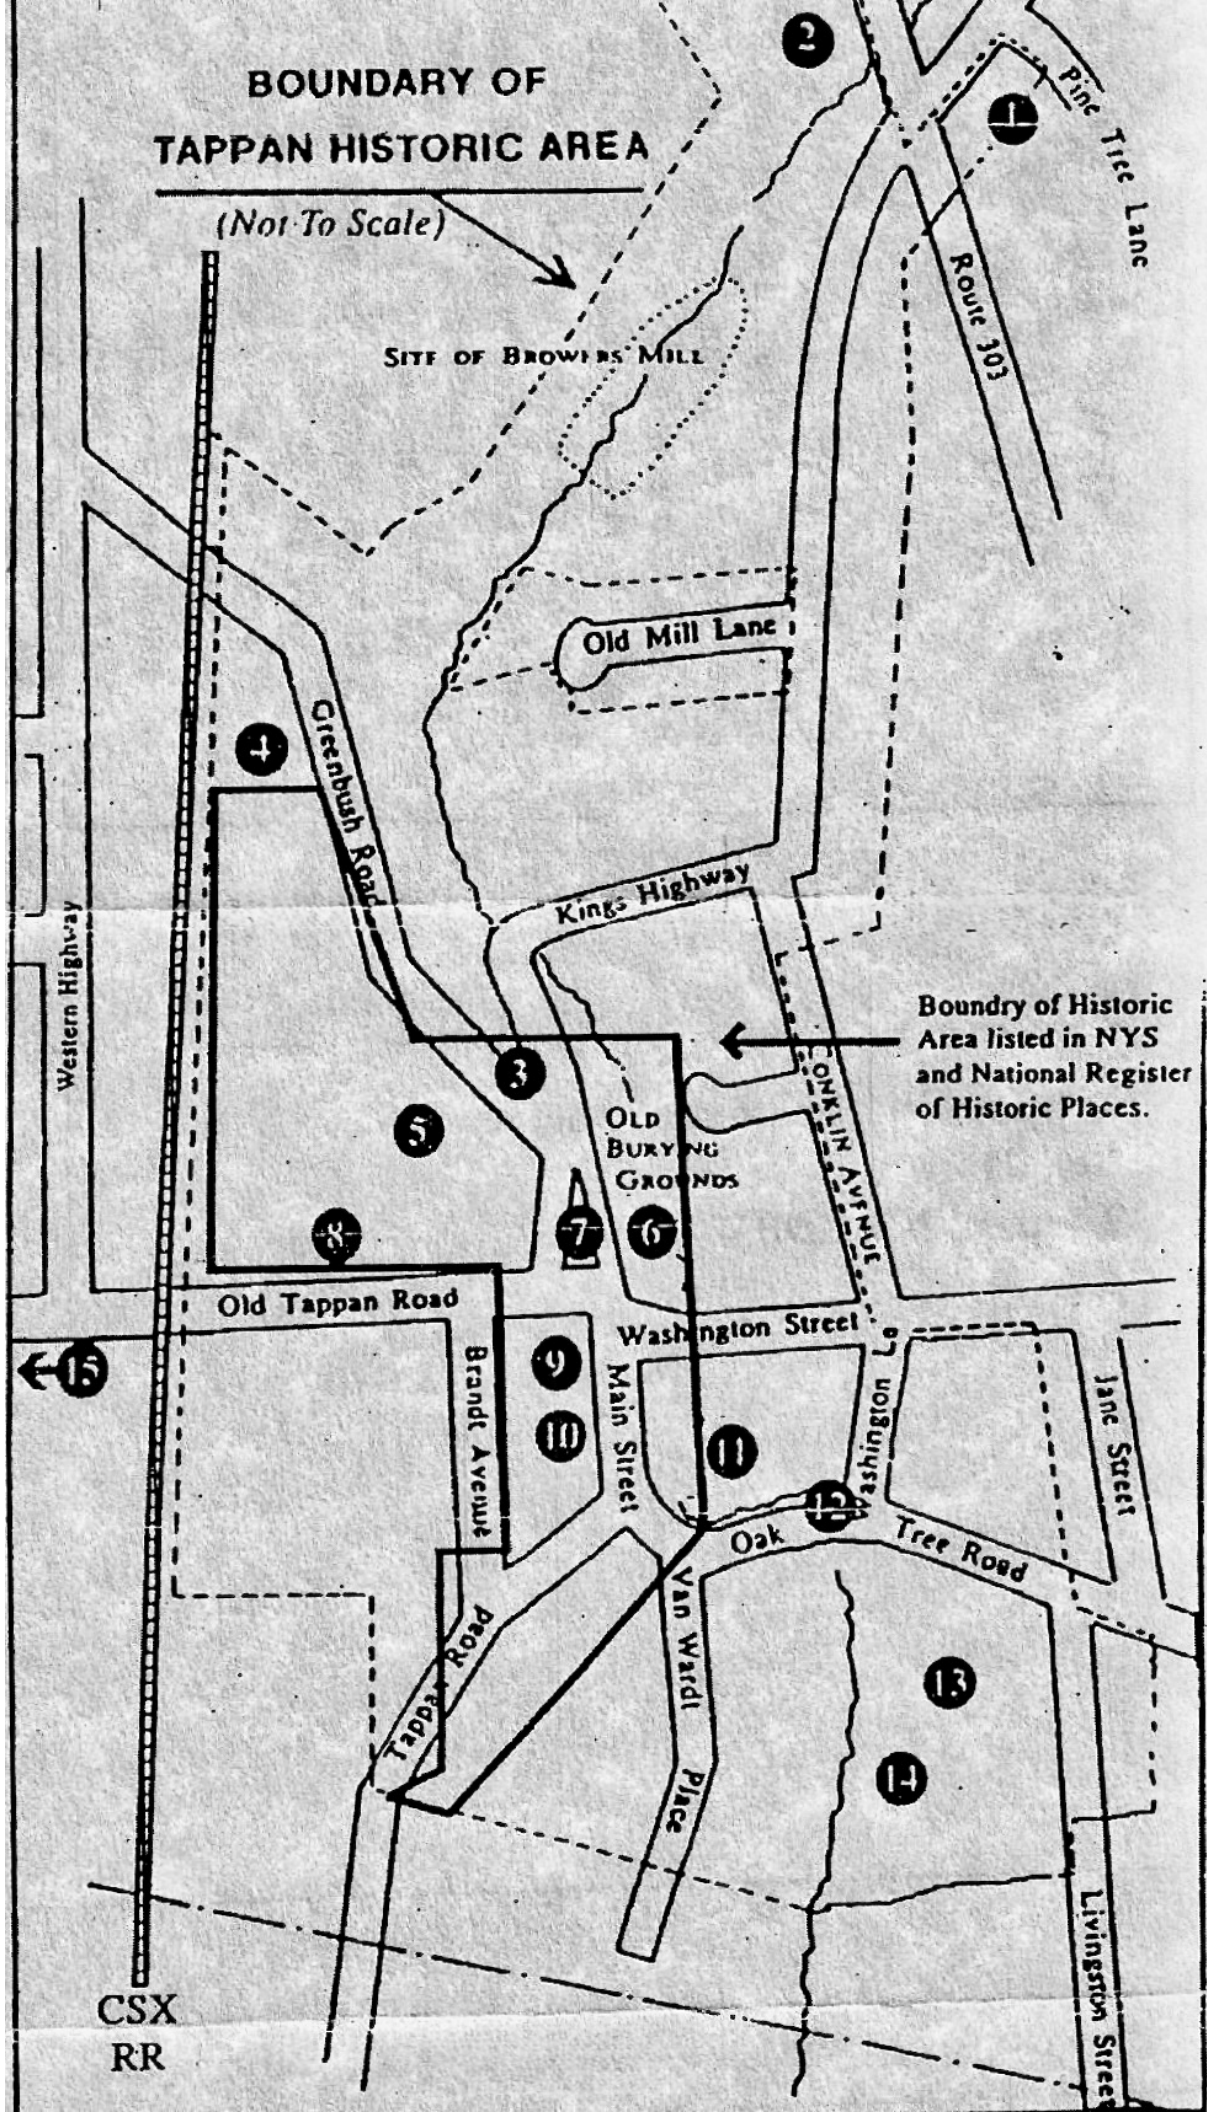 2
BOUNDARY OF
TAPPAN HISTORIC AREA
(Not To Scale)
1
Pine Tree Lane
Route 303
SITE OF BROWERS' MILL
Old Mill Lane
4
Greenbush Road
Kings Highway
Western Highway
Boundry of Historic
Area listed in NYS
and National Register
of Historic Places.
3
5
OLD
BURYING
GROUNDS
CONKLIN AVENUE
8
7
6
Old Tappan Road
Washington Street
15
9
10
Brandt Avenue
Main Street
11
Washington
La
Jane Street
12
Oak Tree Road
Van Wardt Place
Tappan Road
13
14
Livingston Street
CSX
RR